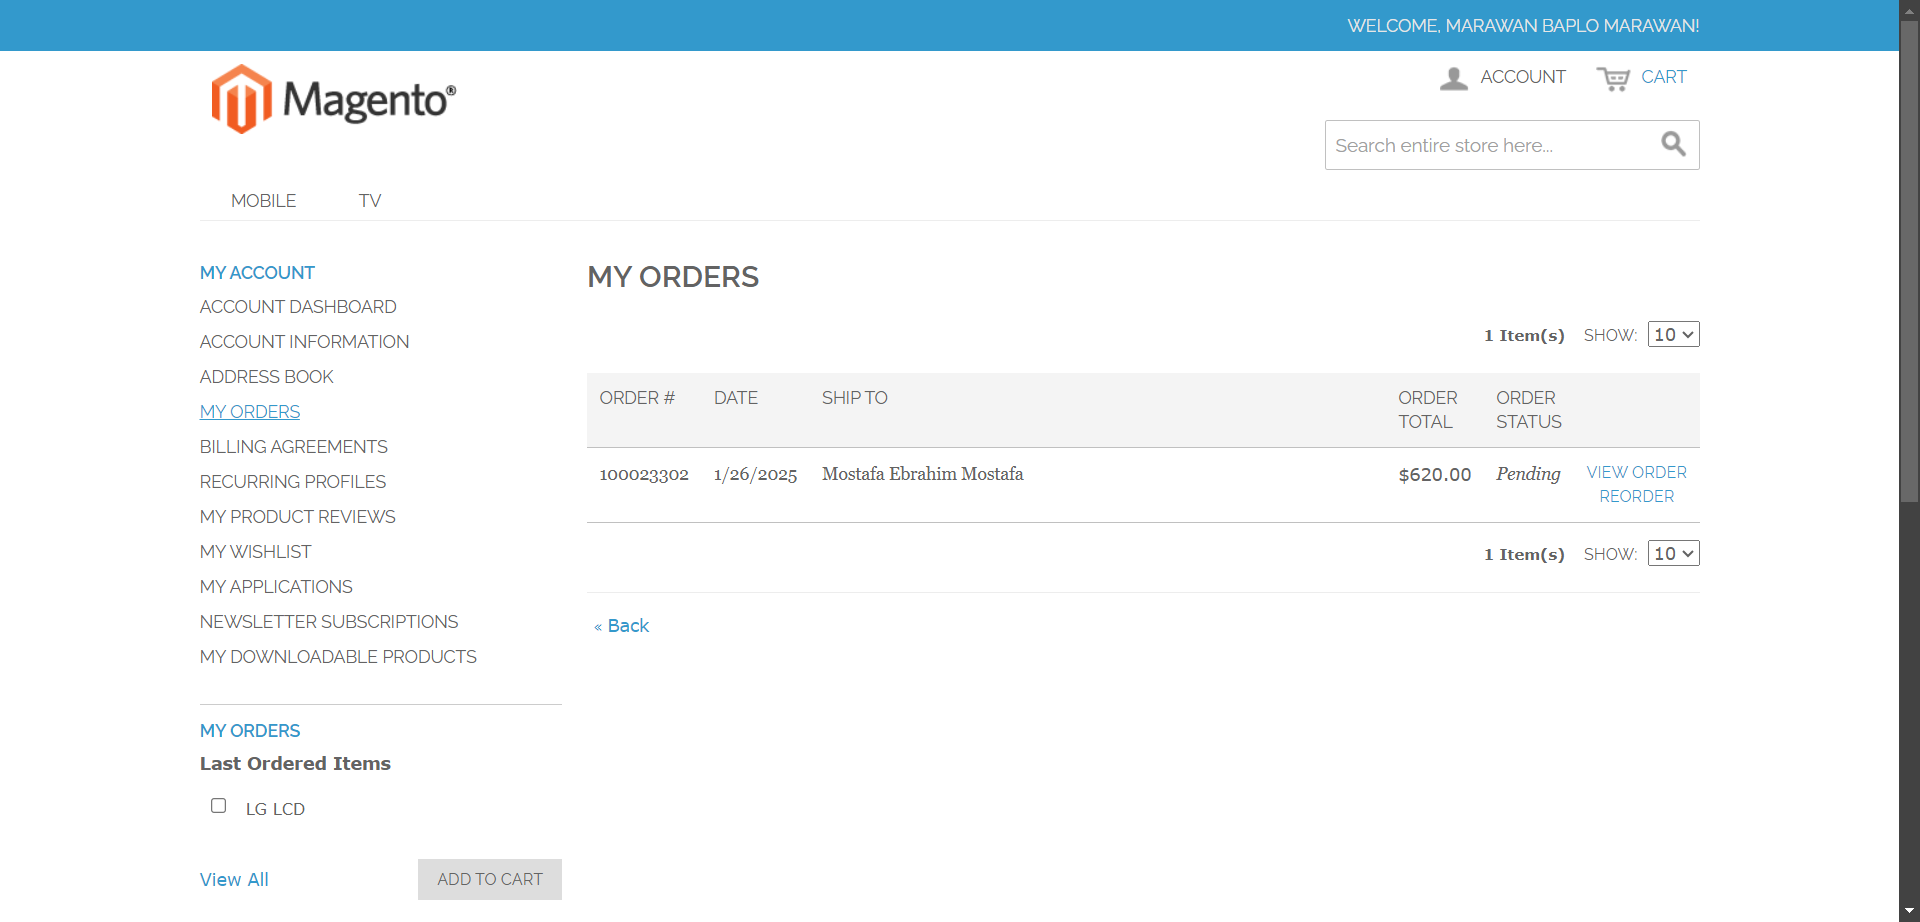 WELCOME, MARAWAN BAPLO MARAWAN!
Magento®
ACCOUNT
CART
Search entire store here...
MOBILE
TV
MY ACCOUNT
ACCOUNT DASHBOARD
ACCOUNT INFORMATION
ADDRESS BOOK
MY ORDERS
BILLING AGREEMENTS
RECURRING PROFILES
MY PRODUCT REVIEWS
MY WISHLIST
MY APPLICATIONS
NEWSLETTER SUBSCRIPTIONS
MY DOWNLOADABLE PRODUCTS
MY ORDERS
Last Ordered Items
LG LCD
View All
ADD TO CART
MY ORDERS
1 Item(s) SHOW: 10
ORDER # DATE SHIP TO ORDER TOTAL ORDER STATUS
100023302 1/26/2025 Mostafa Ebrahim Mostafa $620.00 Pending VIEW ORDER
REORDER
1 Item(s) SHOW: 10
« Back